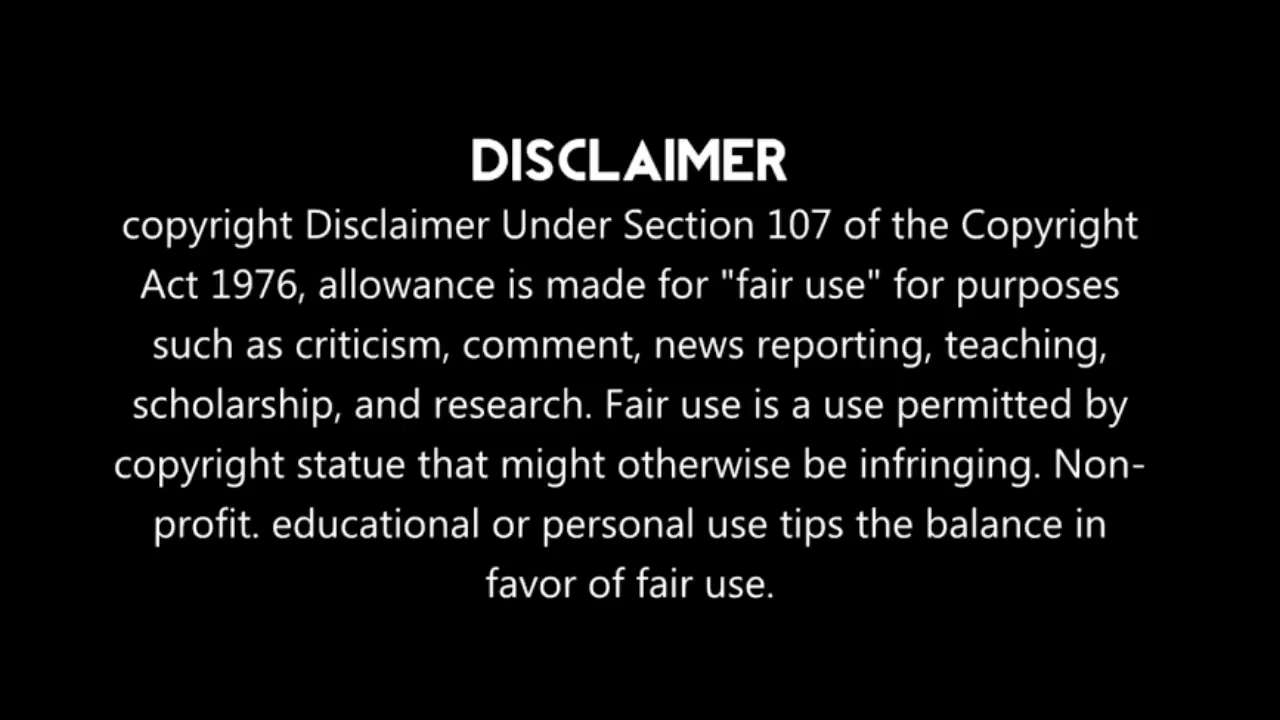 DISCLAIMER
copyright Disclaimer Under Section 107 of the Copyright
Act 1976, allowance is made for "fair use" for purposes
such as criticism, comment, news reporting, teaching,
scholarship, and research. Fair use is a use permitted by
copyright statue that might otherwise be infringing. Non-
profit. educational or personal use tips the balance in
favor of fair use.